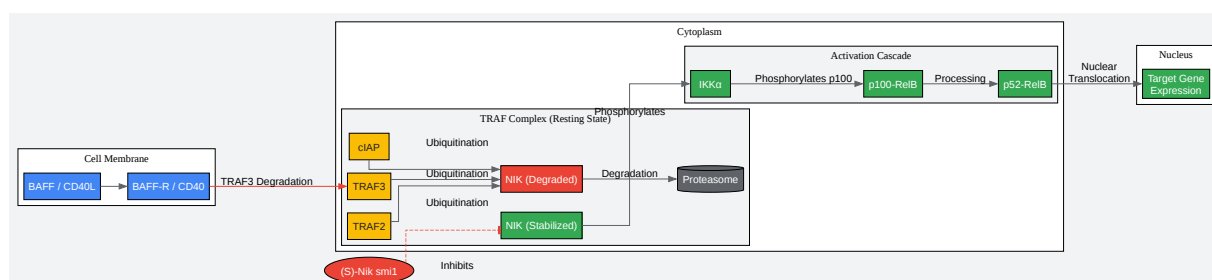 Cytoplasm
Activation Cascade
Nucleus
IKKα
Phosphorylates p100
p100-RelB
Processing
p52-RelB
Nuclear
Translocation
Target Gene
Expression
Phosphorylates
TRAF Complex (Resting State)
cIAP
Ubiquitination
Cell Membrane
BAFF / CD40L
BAFF-R / CD40
TRAF3 Degradation
TRAF3
Ubiquitination
NIK (Degraded)
Degradation
Proteasome
Ubiquitination
TRAF2
NIK (Stabilized)
(S)-Nik smi1
Inhibits